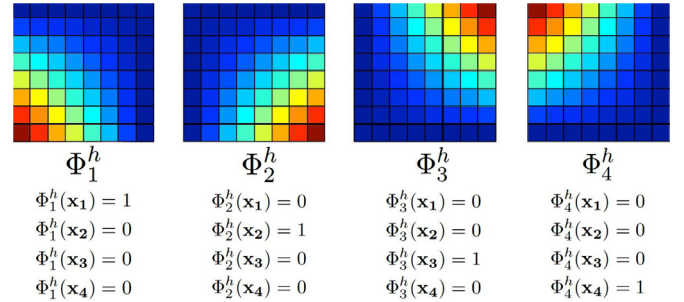 Φ₁ʰ Φ₂ʰ Φ₃ʰ Φ₄ʰ
Φ₁ʰ(x₁) = 1 Φ₂ʰ(x₁) = 0 Φ₃ʰ(x₁) = 0 Φ₄ʰ(x₁) = 0
Φ₁ʰ(x₂) = 0 Φ₂ʰ(x₂) = 1 Φ₃ʰ(x₂) = 0 Φ₄ʰ(x₂) = 0
Φ₁ʰ(x₃) = 0 Φ₂ʰ(x₃) = 0 Φ₃ʰ(x₃) = 1 Φ₄ʰ(x₃) = 0
Φ₁ʰ(x₄) = 0 Φ₂ʰ(x₄) = 0 Φ₃ʰ(x₄) = 0 Φ₄ʰ(x₄) = 1